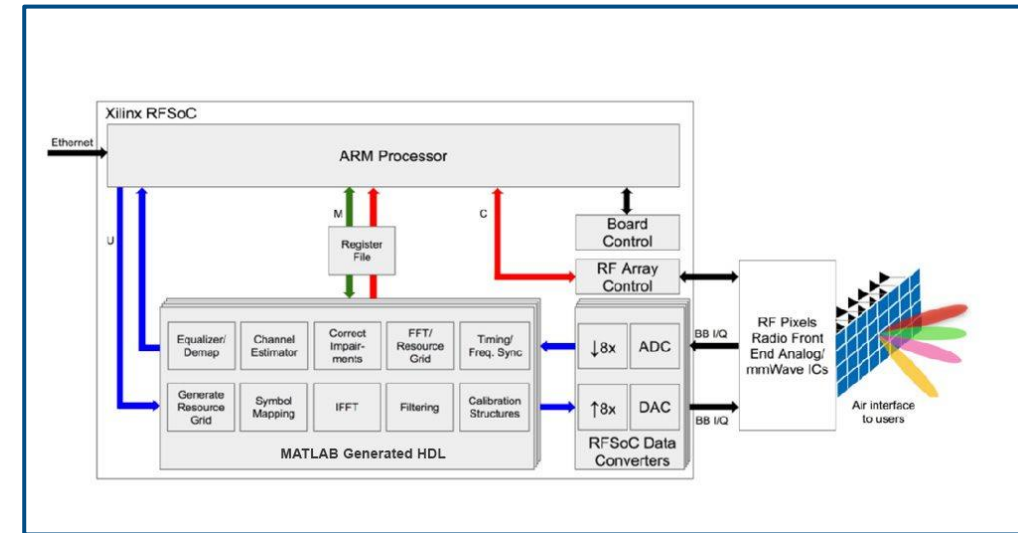 Xilinx RFSoC
Ethernet
ARM Processor
U
M
C
Register
File
Board
Control
RF Array
Control
Equalizer/
Demap
Channel
Estimator
Correct
Impair-
ments
FFT/
Resource
Grid
Timing/
Freq. Sync
Generate
Resource
Grid
Symbol
Mapping
IFFT
Filtering
Calibration
Structures
MATLAB Generated HDL
↓8x
ADC
↑8x
DAC
RFSoC Data
Converters
BB I/Q
BB I/Q
RF Pixels
Radio Front
End Analog/
mmWave ICs
Air interface
to users